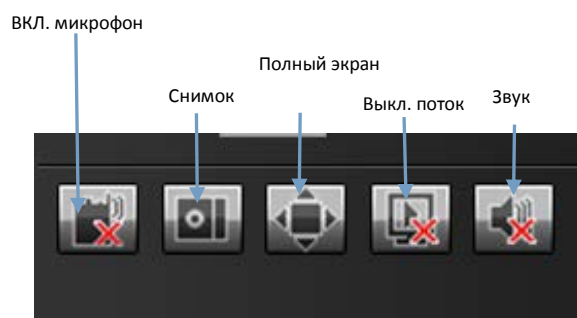 ВКЛ. микрофон
Полный экран
Снимок
Выкл. поток
Звук